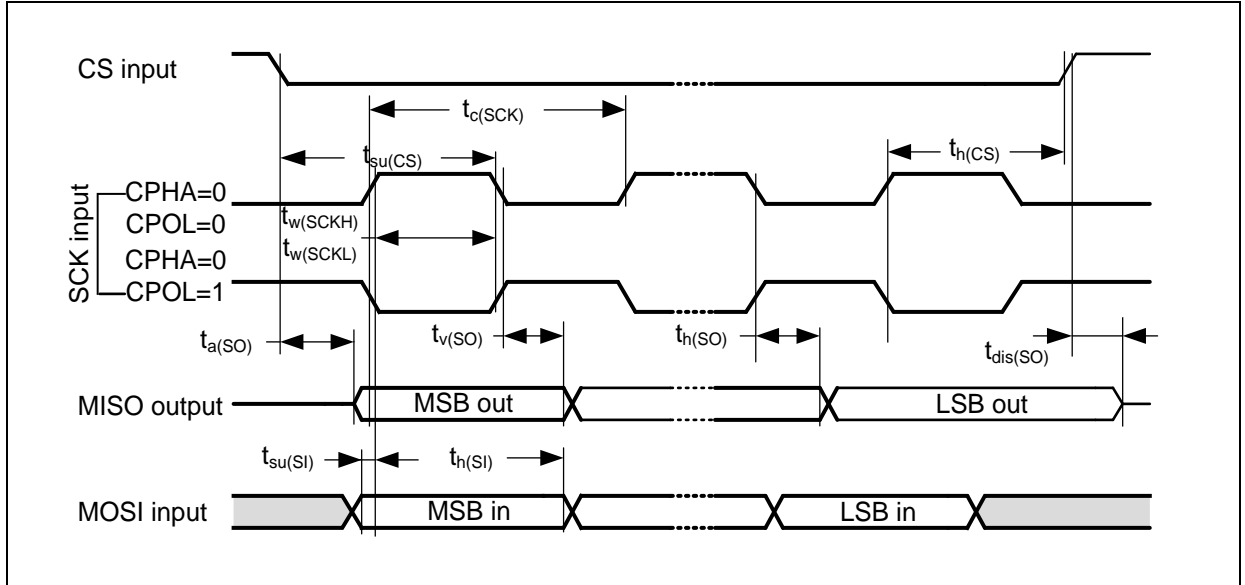 CS input
tc(SCK)
tsu(CS)
th(CS)
SCK input
CPHA=0
CPOL=0
CPHA=0
CPOL=1
tw(SCKH)
tw(SCKL)
ta(SO)
tv(SO)
th(SO)
tdis(SO)
MISO output
MSB out
LSB out
tsu(SI)
th(SI)
MOSI input
MSB in
LSB in